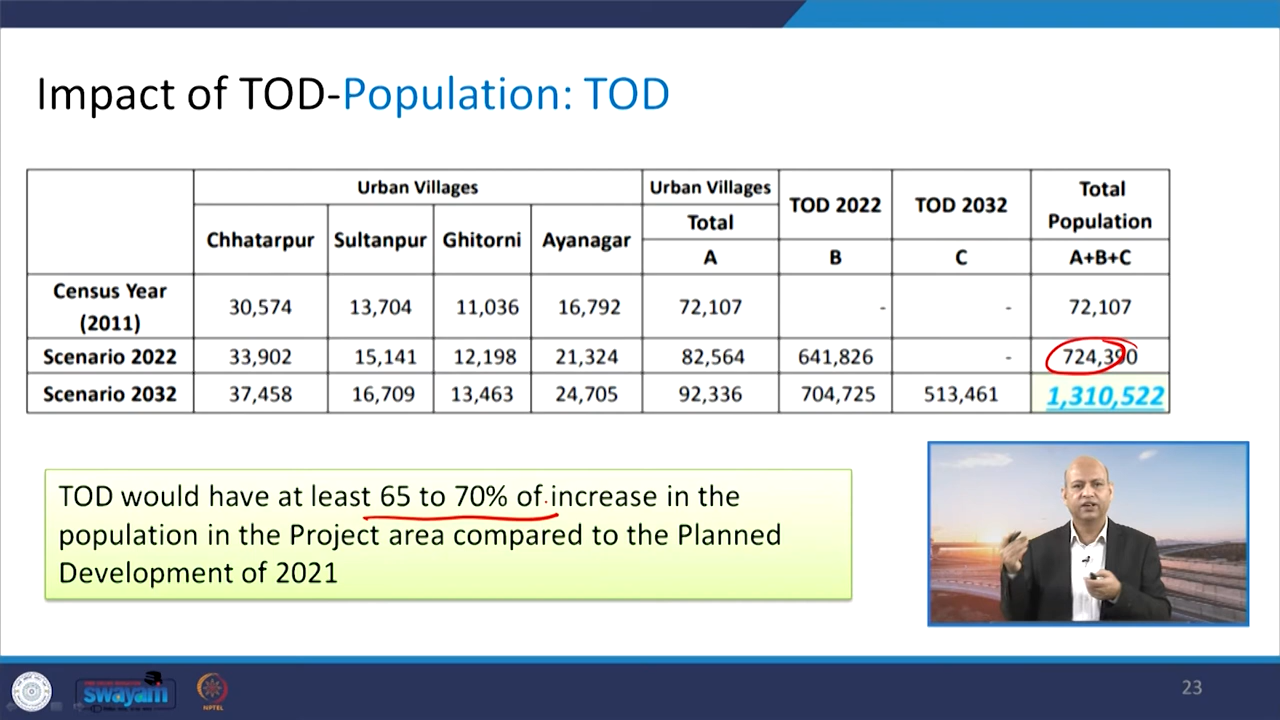 Impact of TOD-Population: TOD
Urban Villages Urban Villages TOD 2022 TOD 2032 Total Population
Chhatarpur Sultanpur Ghitorni Ayanagar Total
A B C A+B+C
Census Year (2011) 30,574 13,704 11,036 16,792 72,107 - - 72,107
Scenario 2022 33,902 15,141 12,198 21,324 82,564 641,826 - 724,390
Scenario 2032 37,458 16,709 13,463 24,705 92,336 704,725 513,461 1,310,522
TOD would have at least 65 to 70% of increase in the
population in the Project area compared to the Planned
Development of 2021
swayam NPTEL 23